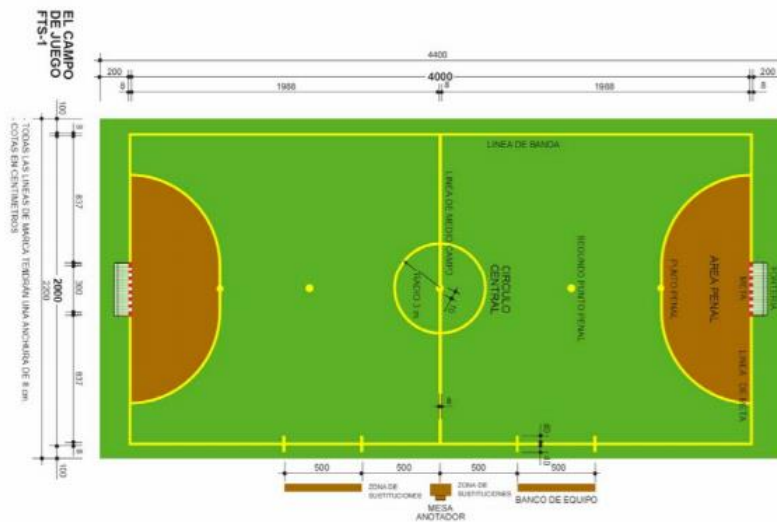 EL CAMPO
DE JUEGO
FTS-1
- TODAS LAS LINEAS DE MARCA TENDRÁN UNA ANCHURA DE 8 cm.
- COTAS EN CENTIMETROS
4400
200
4000
200
8
1988
8
1988
8
100
8
837
300
837
8
100
2000
2200
LINEA DE BANDA
LINEA DE MEDIO CAMPO
CIRCULO
CENTRAL
RADIO 3 m.
SEGUNDO PUNTO PENAL
PUNTO PENAL
AREA PENAL
META
LINEA DE META
8
500
500
500
500
ZONA DE
SUSTITUCIONES
MESA
ANOTADOR
ZONA DE
SUSTITUCIONES
BANCO DE EQUIPO